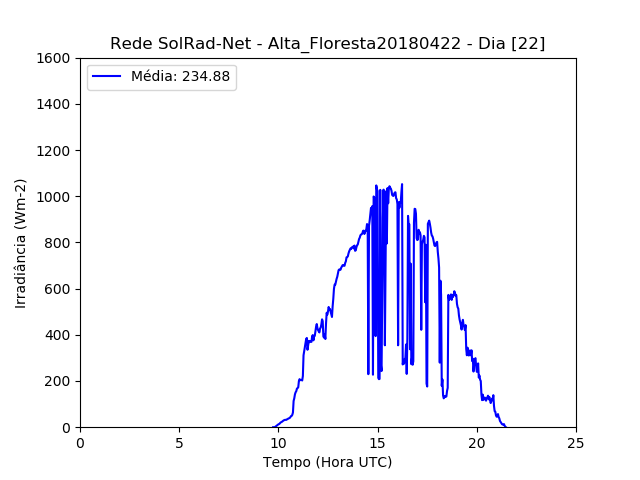 Rede SolRad-Net - Alta_Floresta20180422 - Dia [22]
Média: 234.88
Irradiância (Wm-2)
1600
1400
1200
1000
800
600
400
200
0
0 5 10 15 20 25
Tempo (Hora UTC)